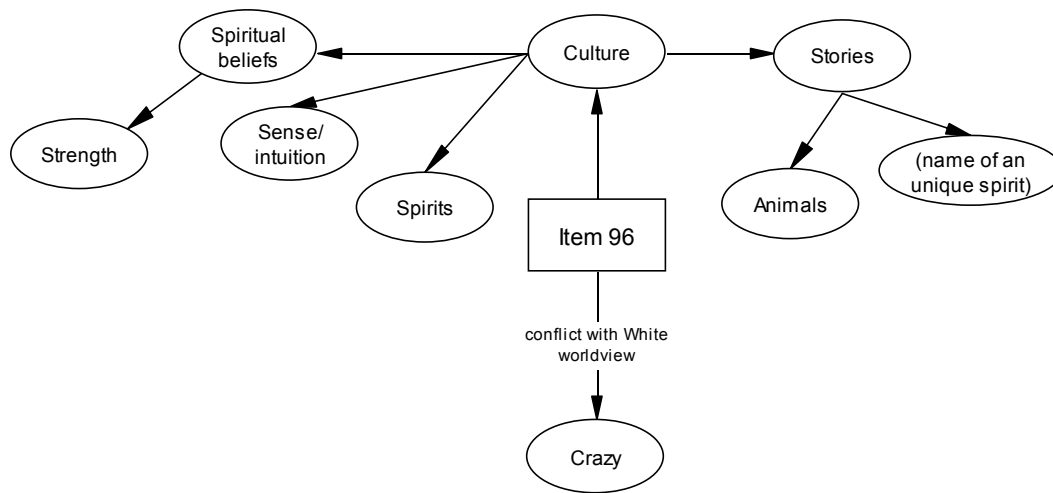 Spiritual
beliefs
Culture
Stories
Strength
Sense/
intuition
Spirits
Animals
(name of an
unique spirit)
Item 96
conflict with White
worldview
Crazy